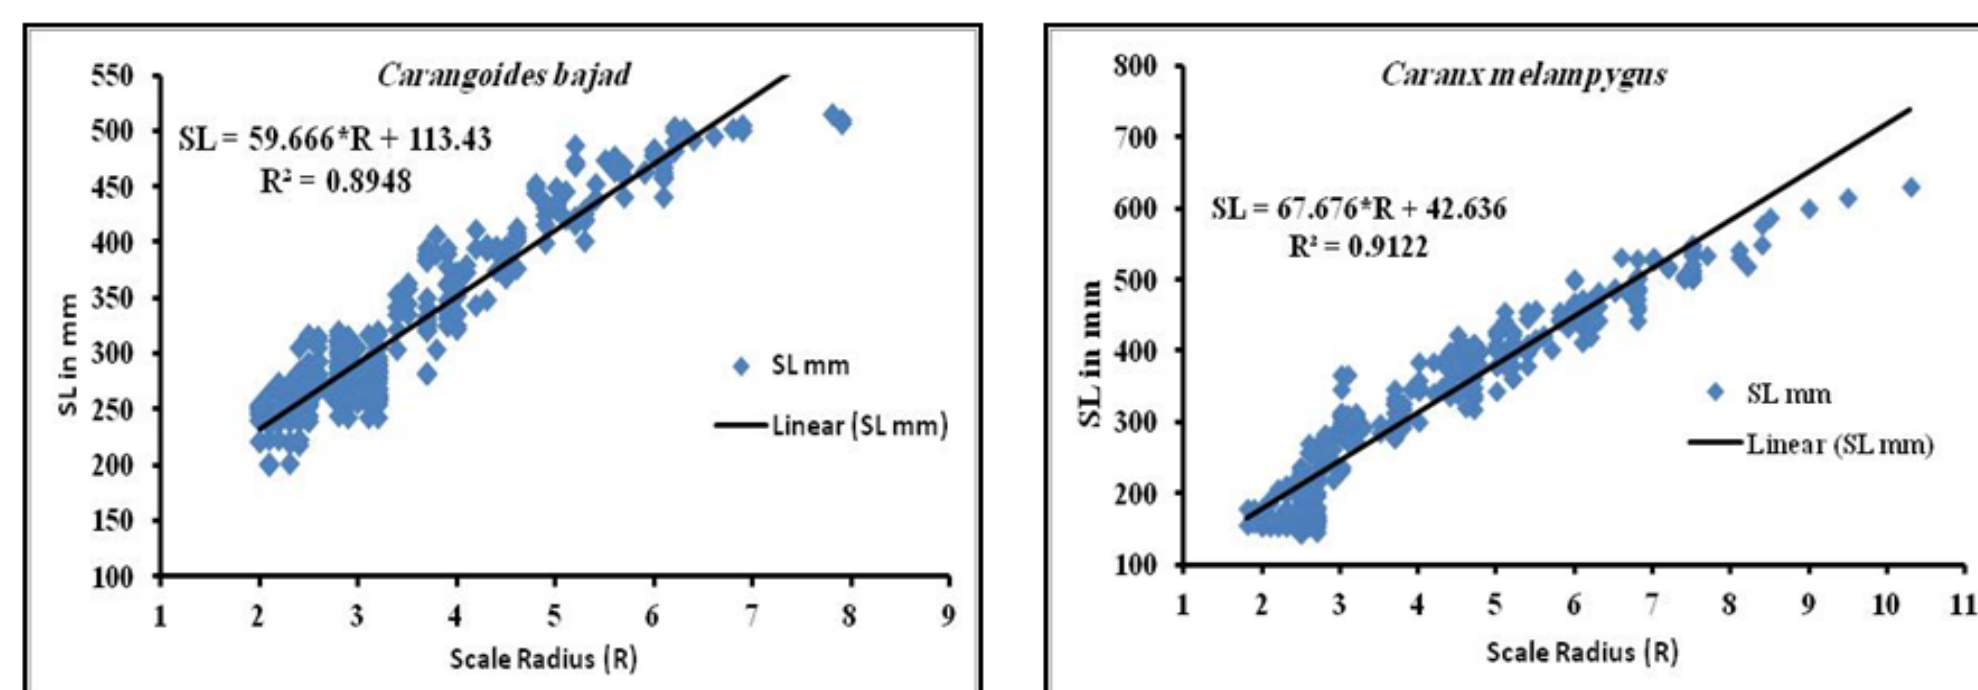 Carangoides bajad
SL = 59.666*R + 113.43
R² = 0.8948
550
500
450
400
350
300
250
200
150
100
SL in mm
SL mm
Linear (SL mm)
1 2 3 4 5 6 7 8 9
Scale Radius (R)
Caranx melampygus
SL = 67.676*R + 42.636
R² = 0.9122
800
700
600
500
400
300
200
100
SL in mm
SL mm
Linear (SL mm)
1 2 3 4 5 6 7 8 9 10 11
Scale Radius (R)